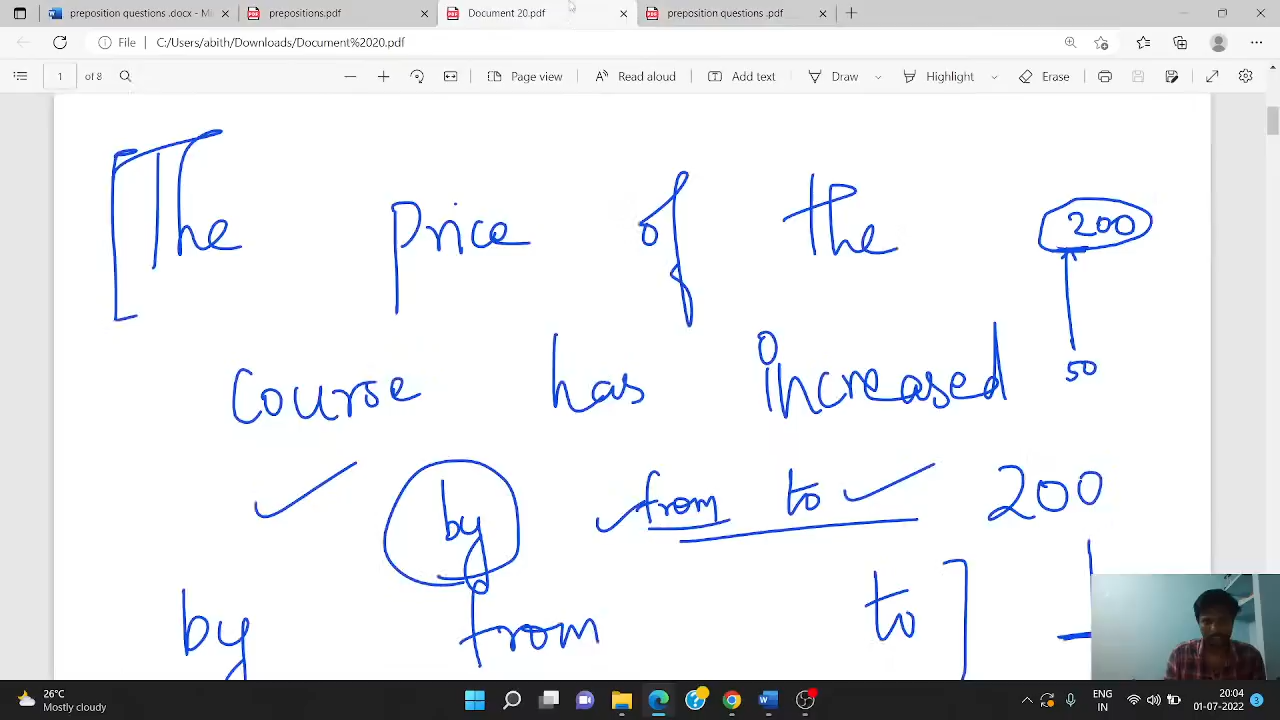 preposition questions .docx - M
prepositions.pdf
Document 20.pdf
preposition questions .pdf
File
C:/Users/abith/Downloads/Document%2020.pdf
1 of 8
Page view
Read aloud
Add text
Draw
Highlight
Erase
The price of the 200
course has increased 50
by from to 200
by from to
26°C
Mostly cloudy
ENG
IN
20:04
01-07-2022
3